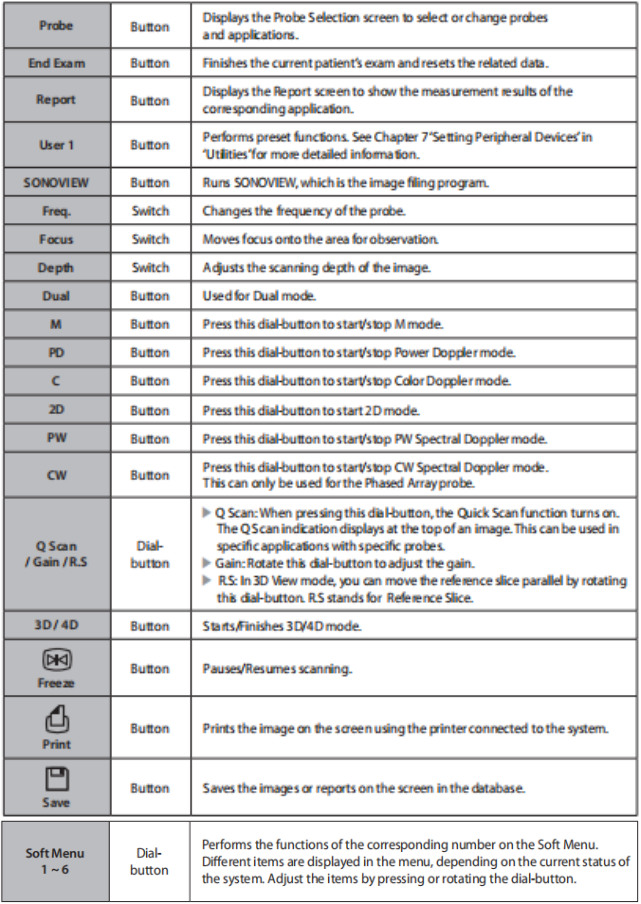 Probe
Button
Displays the Probe Selection screen to select or change probes
and applications.
End Exam
Button
Finishes the current patient's exam and resets the related data.
Report
Button
Displays the Report screen to show the measurement results of the
corresponding application.
User 1
Button
Performs preset functions. See Chapter 7 "Setting Peripheral Devices" in
"Utilities" for more detailed information.
SONOVIEW
Button
Runs SONOVIEW, which is the image filing program.
Freq.
Switch
Changes the frequency of the probe.
Focus
Switch
Moves focus onto the area for observation.
Depth
Switch
Adjusts the scanning depth of the image.
Dual
Button
Used for Dual mode.
M
Button
Press this dial-button to start/stop M mode.
PD
Button
Press this dial-button to start/stop Power Doppler mode.
C
Button
Press this dial-button to start/stop Color Doppler mode.
2D
Button
Press this dial-button to start 2D mode.
PW
Button
Press this dial-button to start/stop PW Spectral Doppler mode.
CW
Button
Press this dial-button to start/stop CW Spectral Doppler mode.
This can only be used for the Phased Array probe.
Q Scan
/ Gain / R.S
Dial-
button
▶ Q Scan: When pressing this dial-button, the Quick Scan function turns on.
The Q Scan indication displays at the top of an image. This can be used in
specific applications with specific probes.
▶ Gain: Rotate this dial-button to adjust the gain.
▶ R.S: In 3D View mode, you can move the reference slice parallel by rotating
this dial-button. R.S stands for Reference Slice.
3D / 4D
Button
Starts/Finishes 3D/4D mode.
Freeze
Button
Pauses/Resumes scanning.
Print
Button
Prints the image on the screen using the printer connected to the system.
Save
Button
Saves the images or reports on the screen in the database.
Soft Menu
1 ~ 6
Dial-
button
Performs the functions of the corresponding number on the Soft Menu.
Different items are displayed in the menu, depending on the current status of
the system. Adjust the items by pressing or rotating the dial-button.